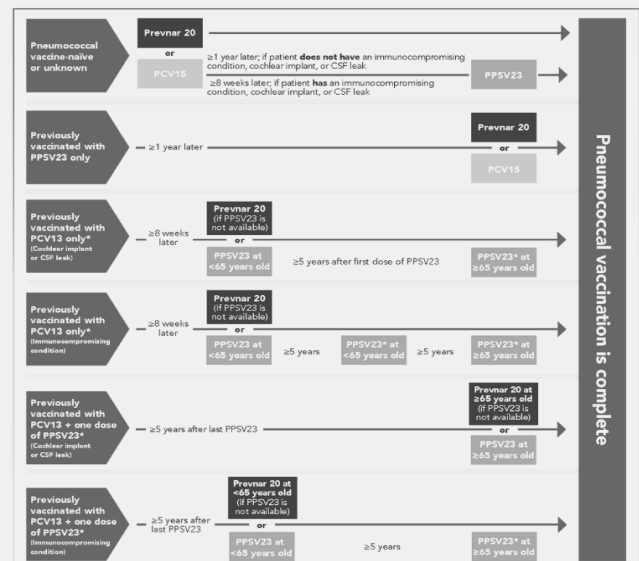 Pneumococcal
vaccine-naïve
or unknown
Prevnar 20
or
PCV15
≥1 year later; if patient does not have an immunocompromising
condition, cochlear implant, or CSF leak
≥8 weeks later; if patient has an immunocompromising
condition, cochlear implant, or CSF leak
PPSV23
Previously
vaccinated with
PPSV23 only
≥1 year later
Prevnar 20
or
PCV15
Previously
vaccinated with
PCV13 only*
(Cochlear implant
or CSF leak)
≥8 weeks
later
Prevnar 20
(if PPSV23 is
not available)
or
PPSV23 at
<65 years old
≥5 years after first dose of PPSV23
PPSV23* at
≥65 years old
Previously
vaccinated with
PCV13 only*
(Immunocompromising
condition)
≥8 weeks
later
Prevnar 20
(if PPSV23 is
not available)
or
PPSV23 at
<65 years old
≥5 years
PPSV23* at
<65 years old
≥5 years
PPSV23* at
≥65 years old
Previously
vaccinated with
PCV13 + one dose
of PPSV23*
(Cochlear implant
or CSF leak)
≥5 years after last PPSV23
Prevnar 20 at
≥65 years old
(if PPSV23 is
not available)
or
PPSV23 at
≥65 years old
Previously
vaccinated with
PCV13 + one dose
of PPSV23*
(Immunocompromising
condition)
≥5 years after
last PPSV23
Prevnar 20 at
<65 years old
(if PPSV23 is
not available)
or
PPSV23 at
<65 years old
≥5 years
PPSV23* at
≥65 years old
Pneumococcal vaccination is complete